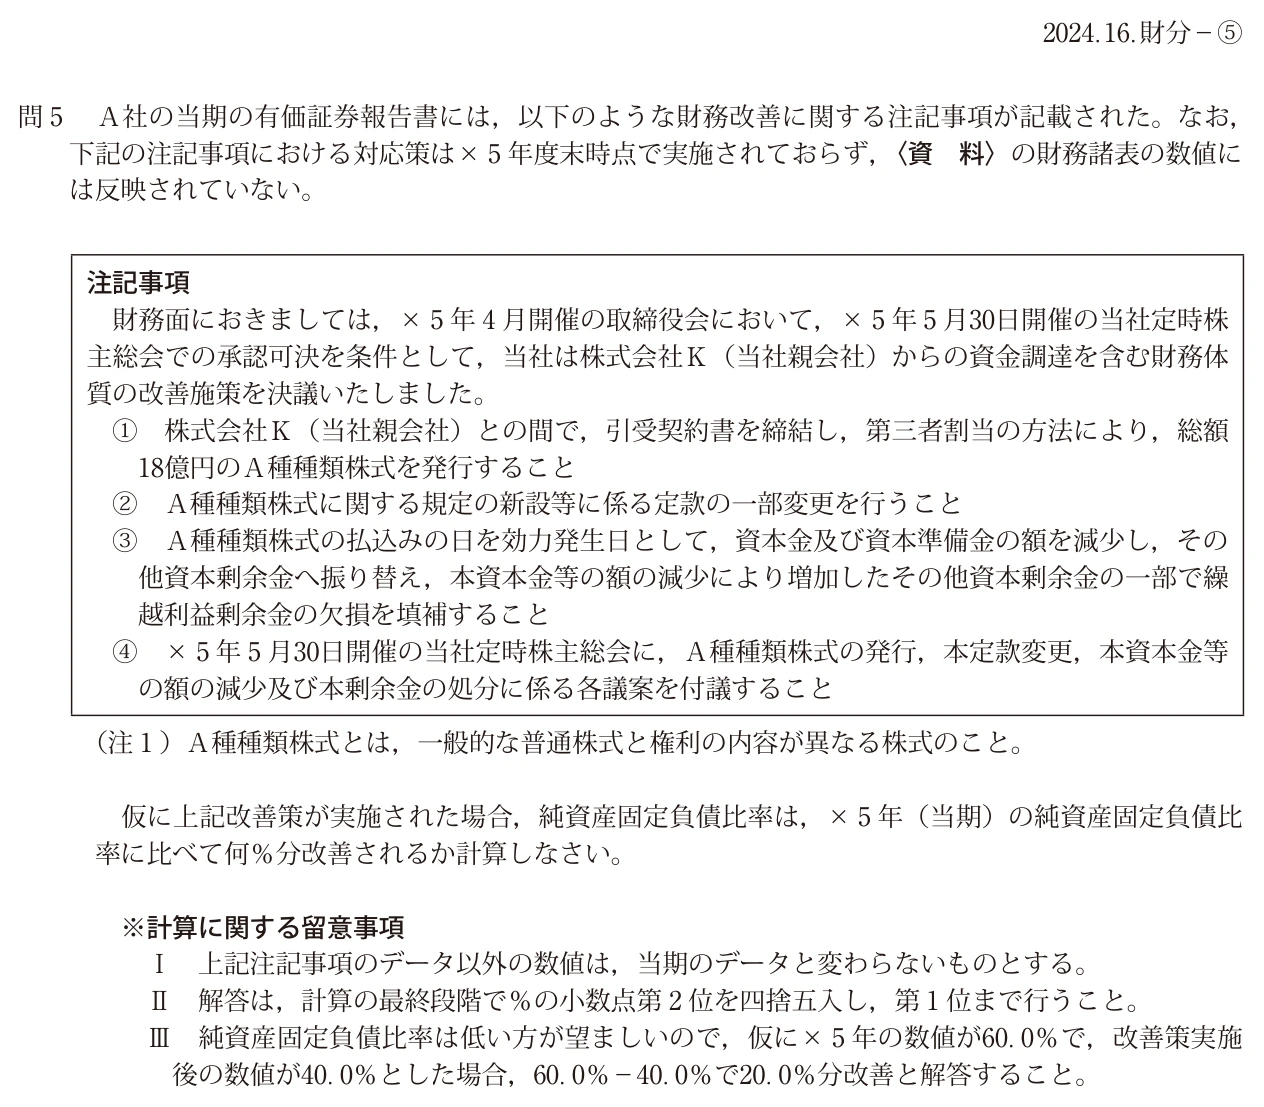 2024.16.財分－⑤
問５　Ａ社の当期の有価証券報告書には，以下のような財務改善に関する注記事項が記載された。なお，
下記の注記事項における対応策は×５年度末時点で実施されておらず，〈資　料〉の財務諸表の数値に
は反映されていない。
注記事項
財務面におきましては，×５年４月開催の取締役会において，×５年５月30日開催の当社定時株
主総会での承認可決を条件として，当社は株式会社Ｋ（当社親会社）からの資金調達を含む財務体
質の改善施策を決議いたしました。
①　株式会社Ｋ（当社親会社）との間で，引受契約書を締結し，第三者割当の方法により，総額
18億円のＡ種種類株式を発行すること
②　Ａ種種類株式に関する規定の新設等に係る定款の一部変更を行うこと
③　Ａ種種類株式の払込みの日を効力発生日として，資本金及び資本準備金の額を減少し，その
他資本剰余金へ振り替え，本資本金等の額の減少により増加したその他資本剰余金の一部で繰
越利益剰余金の欠損を填補すること
④　×５年５月30日開催の当社定時株主総会に，Ａ種種類株式の発行，本定款変更，本資本金等
の額の減少及び本剰余金の処分に係る各議案を付議すること
（注１）Ａ種種類株式とは，一般的な普通株式と権利の内容が異なる株式のこと。
仮に上記改善策が実施された場合，純資産固定負債比率は，×５年（当期）の純資産固定負債比
率に比べて何％分改善されるか計算しなさい。
※計算に関する留意事項
Ⅰ　上記注記事項のデータ以外の数値は，当期のデータと変わらないものとする。
Ⅱ　解答は，計算の最終段階で％の小数点第２位を四捨五入し，第１位まで行うこと。
Ⅲ　純資産固定負債比率は低い方が望ましいので，仮に×５年の数値が60.0％で，改善策実施
後の数値が40.0％とした場合，60.0％－40.0％で20.0％分改善と解答すること。